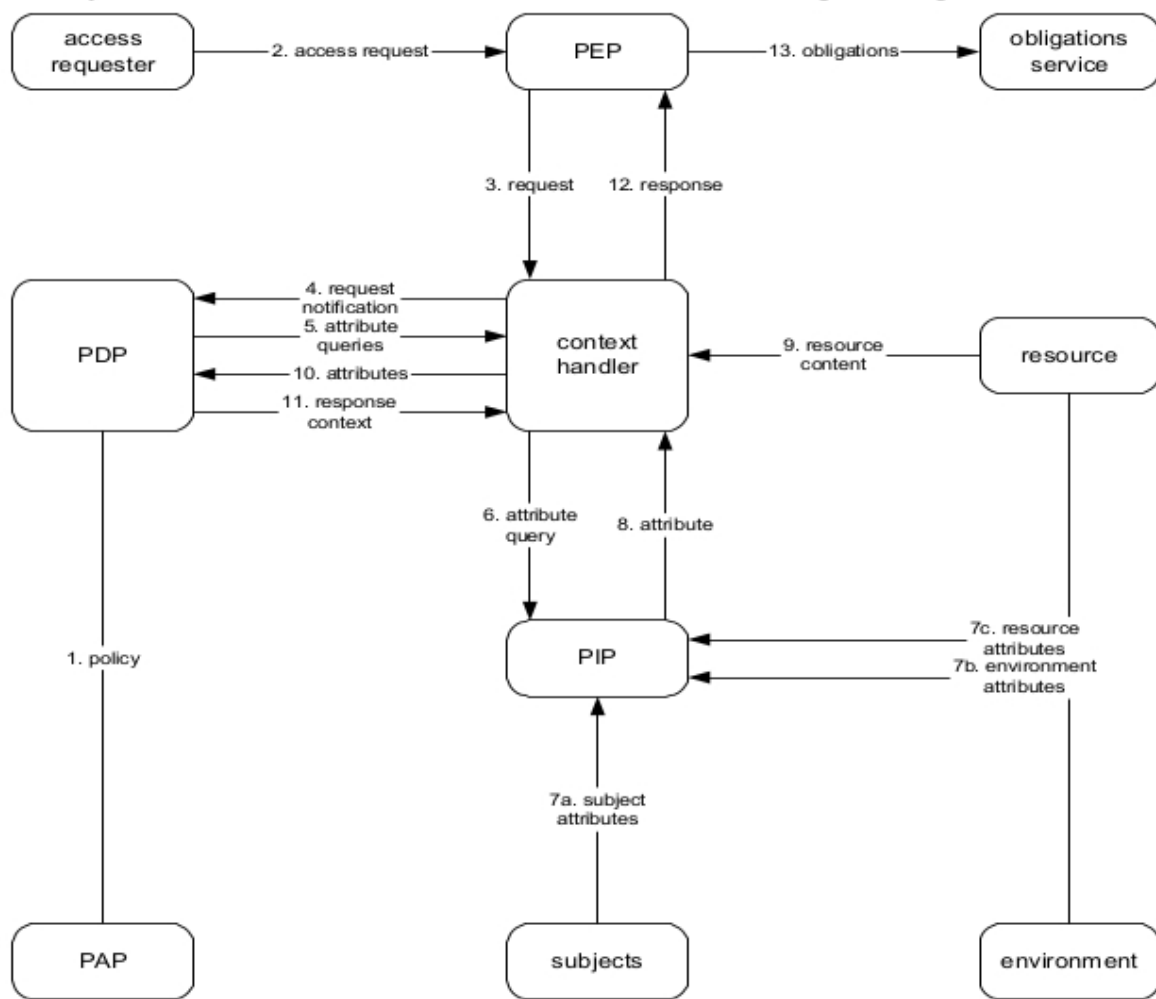 access
requester
2. access request
PEP
13. obligations
obligations
service
3. request
12. response
PDP
4. request
notification
5. attribute
queries
10. attributes
11. response
context
context
handler
9. resource
content
resource
6. attribute
query
8. attribute
1. policy
PIP
7c. resource
attributes
7b. environment
attributes
7a. subject
attributes
PAP
subjects
environment